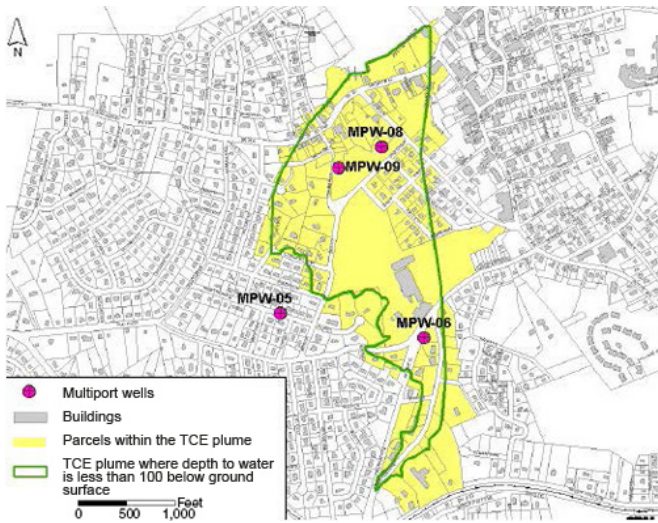 N
MPW-08
MPW-09
MPW-05
MPW-06
Multiport wells
Buildings
Parcels within the TCE plume
TCE plume where depth to water
is less than 100 below ground
surface
Feet
0 500 1,000